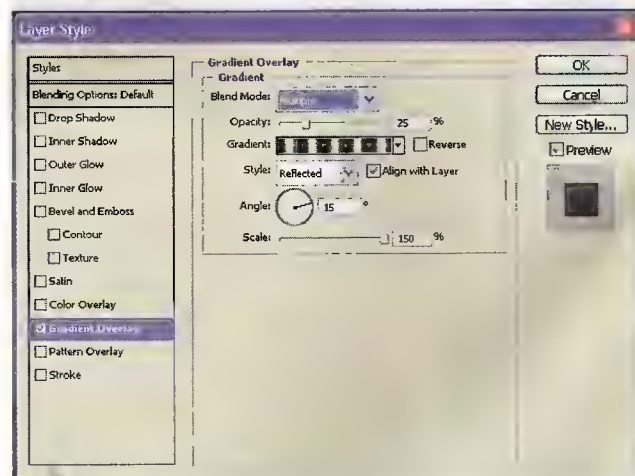 Layer Style
Styles
Blending Options: Default
Drop Shadow
Inner Shadow
Outer Glow
Inner Glow
Bevel and Emboss
Contour
Texture
Satin
Color Overlay
Gradient Overlay
Pattern Overlay
Stroke
Gradient Overlay
Gradient
Blend Mode:
Opacity: 25 %
Gradient: Reverse
Style: Reflected Align with Layer
Angle: 15 °
Scale: 150 %
OK
Cancel
New Style...
Preview